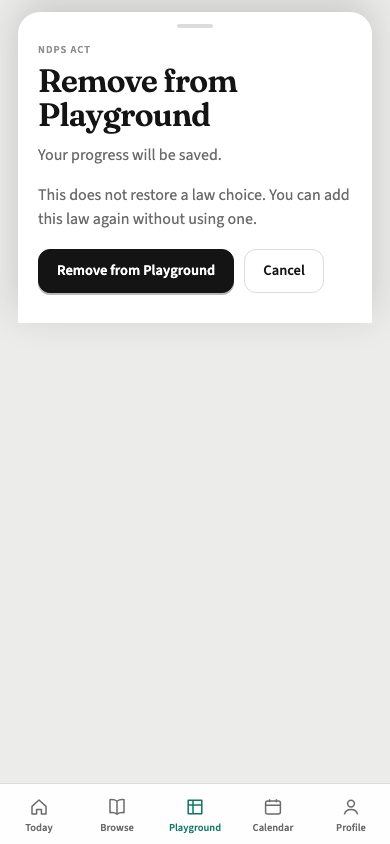 NDPS ACT
Remove from
Playground
Your progress will be saved.
This does not restore a law choice. You can add
this law again without using one.
Remove from Playground
Cancel
Today
Browse
Playground
Calendar
Profile